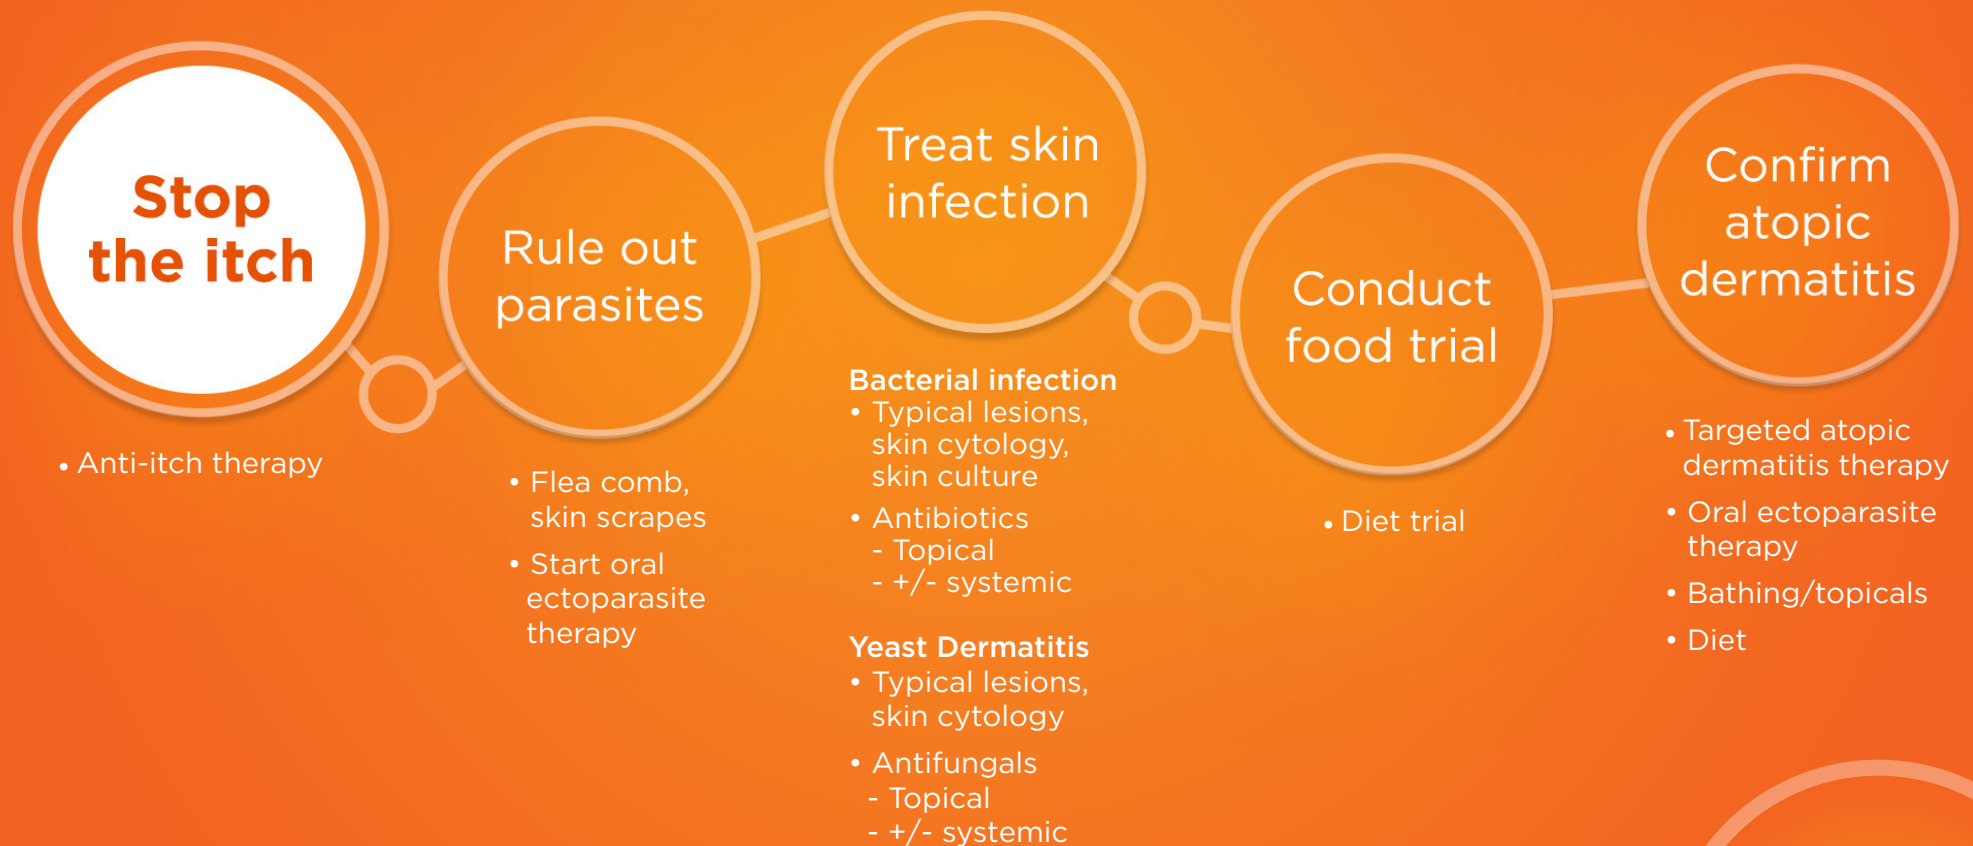 Stop
the itch
• Anti-itch therapy
Rule out
parasites
• Flea comb,
skin scrapes
• Start oral
ectoparasite
therapy
Treat skin
infection
Bacterial infection
• Typical lesions,
skin cytology,
skin culture
• Antibiotics
- Topical
- +/- systemic
Yeast Dermatitis
• Typical lesions,
skin cytology
• Antifungals
- Topical
- +/- systemic
Conduct
food trial
• Diet trial
Confirm
atopic
dermatitis
• Targeted atopic
dermatitis therapy
• Oral ectoparasite
therapy
• Bathing/topicals
• Diet